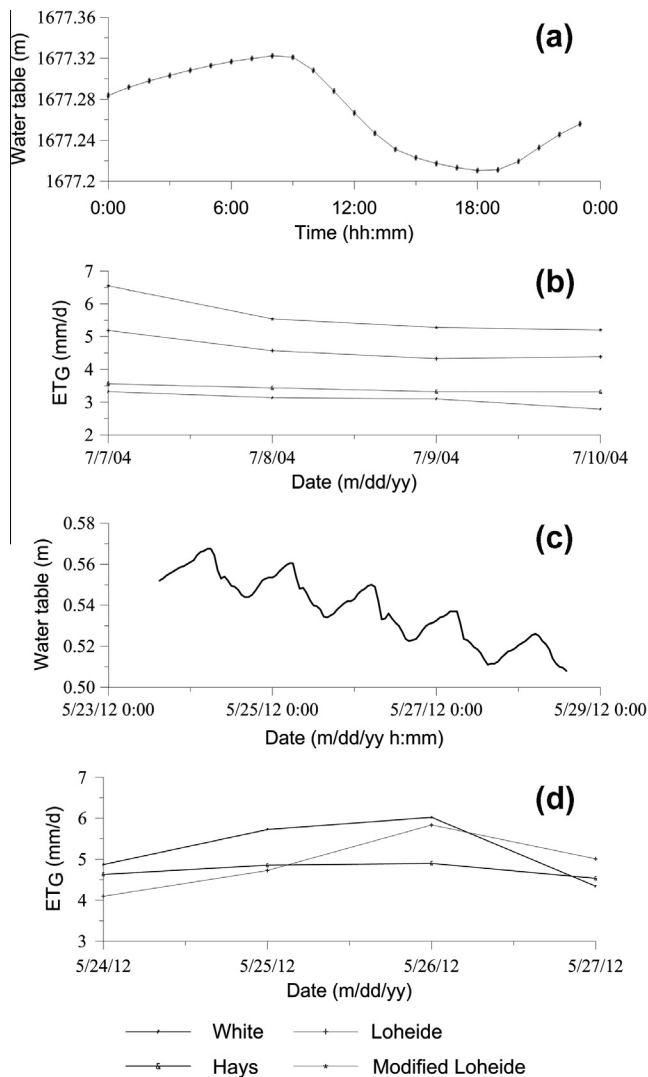 (a)
Water table (m)
1677.36
1677.32
1677.28
1677.24
1677.2
0:00 6:00 12:00 18:00 0:00
Time (hh:mm)
(b)
ETG (mm/d)
7
6
5
4
3
2
7/7/04 7/8/04 7/9/04 7/10/04
Date (m/dd/yy)
(c)
Water table (m)
0.58
0.56
0.54
0.52
0.50
5/23/12 0:00 5/25/12 0:00 5/27/12 0:00 5/29/12 0:00
Date (m/dd/yy h:mm)
(d)
ETG (mm/d)
7
6
5
4
3
5/24/12 5/25/12 5/26/12 5/27/12
Date (m/dd/yy)
White Loheide
Hays Modified Loheide